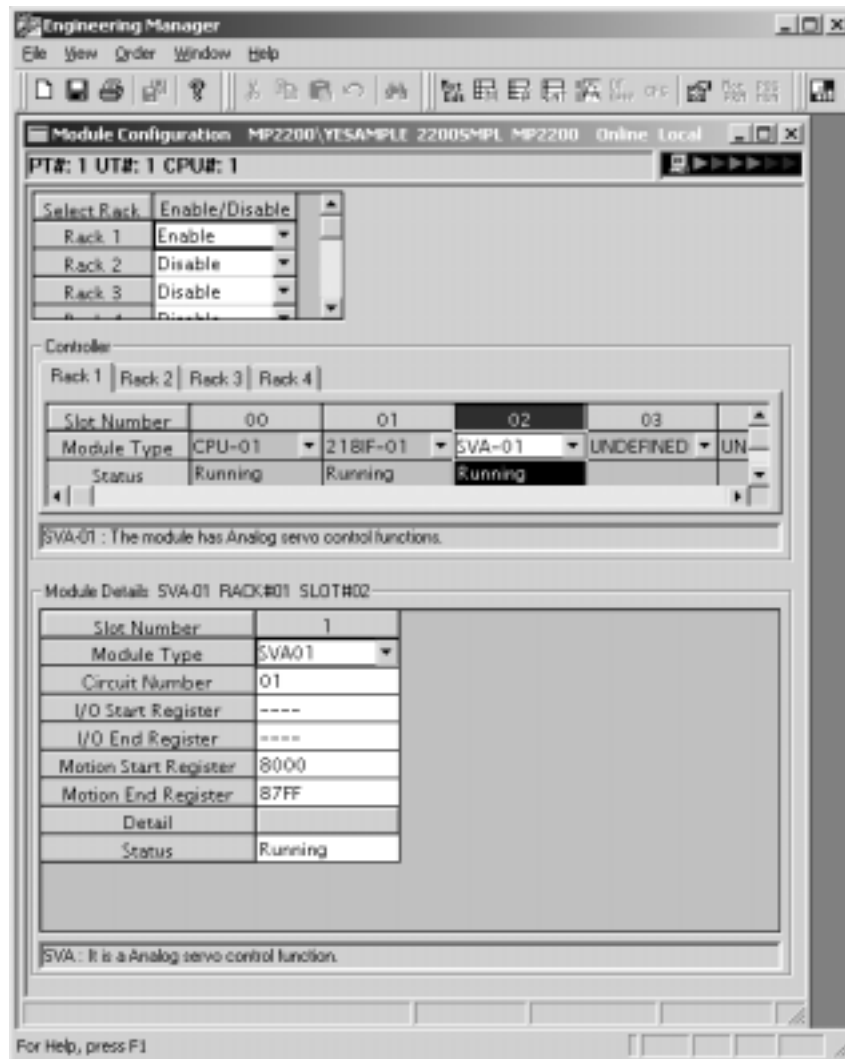 Engineering Manager
File View Order Window Help
Module Configuration MP2200\YESAMPLE 2200SMPL MP2200 Online Local
PT#: 1 UT#: 1 CPU#: 1
Select Rack Enable/Disable
Rack 1 Enable
Rack 2 Disable
Rack 3 Disable
Controller
Rack 1 Rack 2 Rack 3 Rack 4
Slot Number 00 01 02 03
Module Type CPU-01 218IF-01 SVA-01 UNDEFINED UN
Status Running Running Running
SVA-01 : The module has Analog servo control functions.
Module Details SVA-01 RACK#01 SLOT#02
Slot Number 1
Module Type SVA01
Circuit Number 01
I/O Start Register ----
I/O End Register ----
Motion Start Register 8000
Motion End Register 87FF
Detail
Status Running
SVA : It is a Analog servo control function.
For Help, press F1